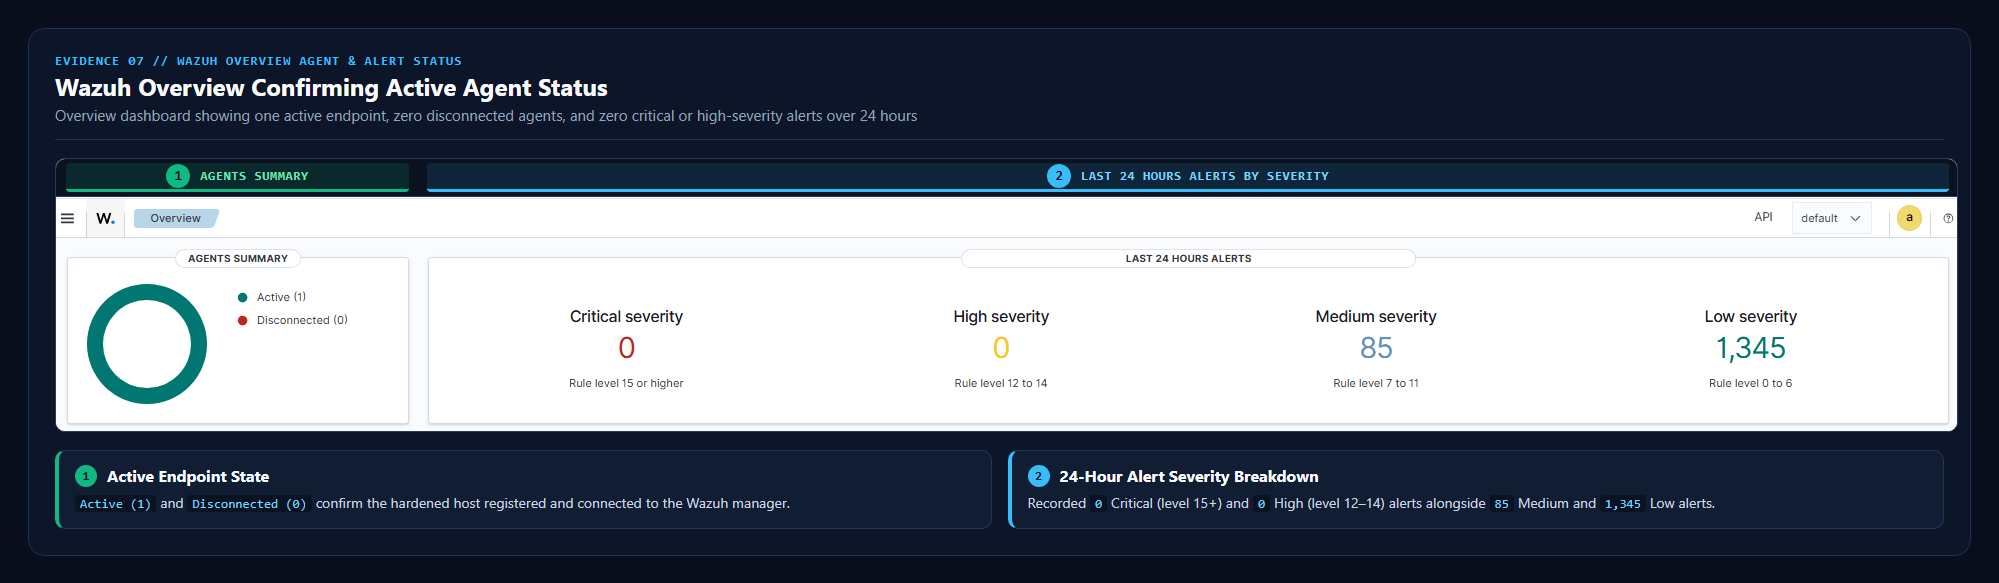 EVIDENCE 07 // WAZUH OVERVIEW AGENT & ALERT STATUS
Wazuh Overview Confirming Active Agent Status
Overview dashboard showing one active endpoint, zero disconnected agents, and zero critical or high-severity alerts over 24 hours
1 AGENTS SUMMARY
2 LAST 24 HOURS ALERTS BY SEVERITY
W. Overview API default a ?
AGENTS SUMMARY
Active (1)
Disconnected (0)
LAST 24 HOURS ALERTS
Critical severity
0
Rule level 15 or higher
High severity
0
Rule level 12 to 14
Medium severity
85
Rule level 7 to 11
Low severity
1,345
Rule level 0 to 6
1 Active Endpoint State
Active (1) and Disconnected (0) confirm the hardened host registered and connected to the Wazuh manager.
2 24-Hour Alert Severity Breakdown
Recorded 0 Critical (level 15+) and 0 High (level 12–14) alerts alongside 85 Medium and 1,345 Low alerts.